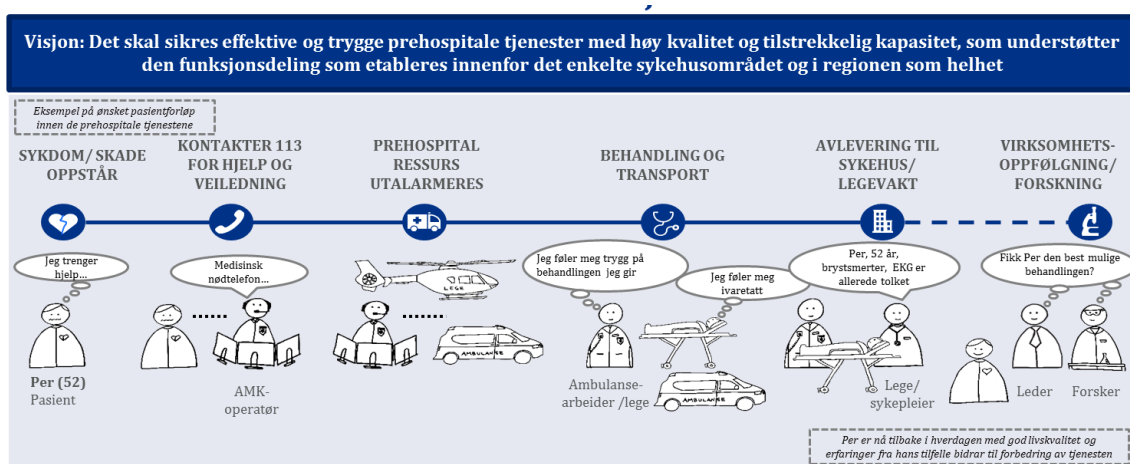 Visjon: Det skal sikres effektive og trygge prehospitale tjenester med høy kvalitet og tilstrekkelig kapasitet, som understøtter
den funksjonsdeling som etableres innenfor det enkelte sykehusområdet og i regionen som helhet
Eksempel på ønsket pasientforløp
innen de prehospitale tjenestene
SYKDOM/ SKADE
OPPSTÅR
KONTAKTER 113
FOR HJELP OG
VEILEDNING
PREHOSPITAL
RESSURS
UTALARMERES
BEHANDLING OG
TRANSPORT
AVLEVERING TIL
SYKEHUS/
LEGEVAKT
VIRKSOMHETS-
OPPFØLGNING/
FORSKNING
Jeg trenger
hjelp...
Medisinsk
nødtelefon...
LEGE
AMBULANSE
Jeg føler meg trygg på
behandlingen jeg gir
Jeg føler meg
ivaretatt
Per, 52 år,
brystsmerter, EKG er
allerede tolket
Fikk Per den best mulige
behandlingen?
Per (52)
Pasient
AMK-
operatør
Ambulanse-
arbeider /lege
AMBULANSE
Lege/
sykepleier
Leder
Forsker
Per er nå tilbake i hverdagen med god livskvalitet og
erfaringer fra hans tilfelle bidrar til forbedring av tjenesten